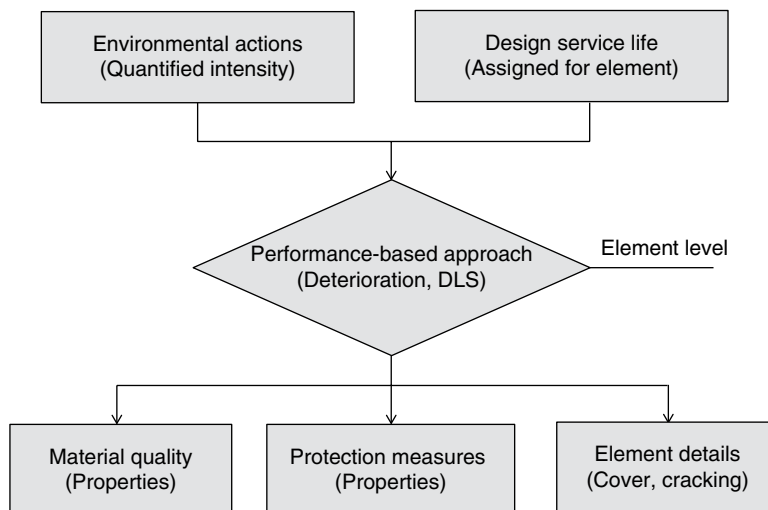 Environmental actions
(Quantified intensity)
Design service life
(Assigned for element)
Performance-based approach
(Deterioration, DLS)
Element level
Material quality
(Properties)
Protection measures
(Properties)
Element details
(Cover, cracking)